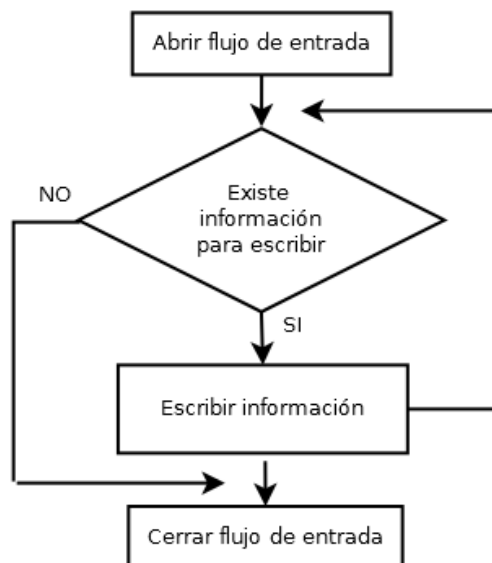 Abrir flujo de entrada
NO
Existe
información
para escribir
SI
Escribir información
Cerrar flujo de entrada